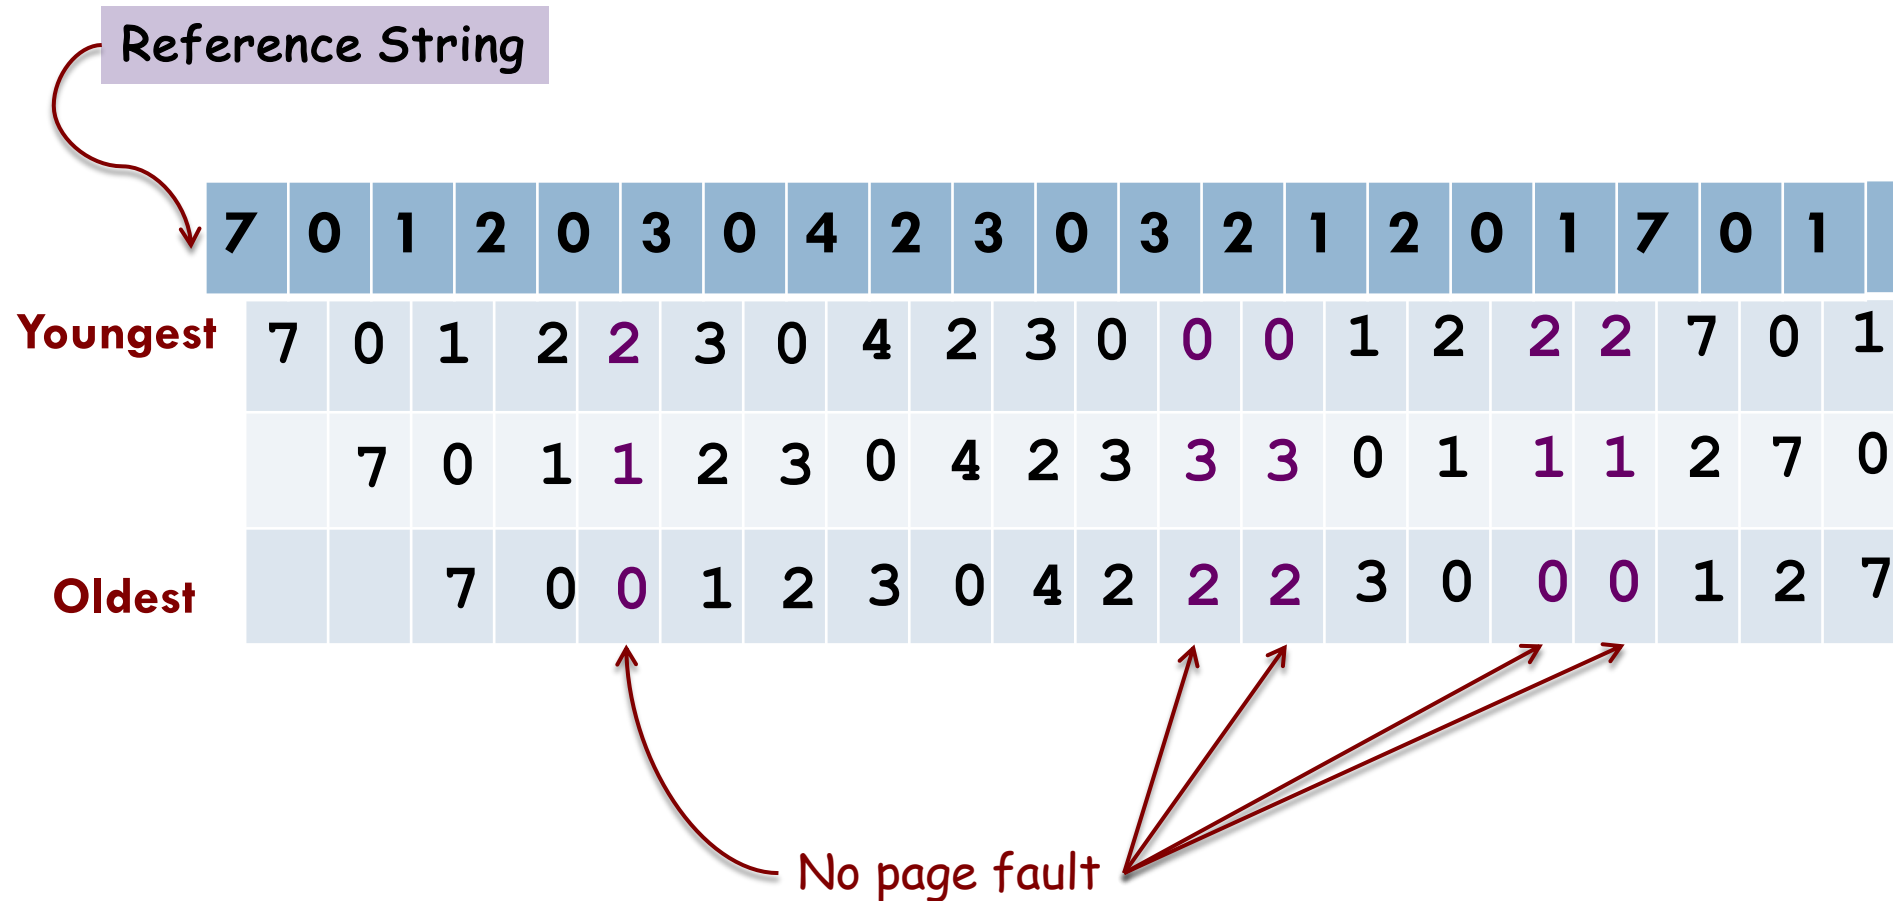 Reference String
7 0 1 2 0 3 0 4 2 3 0 3 2 1 2 0 1 7 0 1
Youngest 7 0 1 2 2 3 0 4 2 3 0 0 0 1 2 2 2 7 0 1
7 0 1 1 2 3 0 4 2 3 3 3 0 1 1 1 2 7 0
Oldest 7 0 0 1 2 3 0 4 2 2 2 3 0 0 0 1 2 7
No page fault